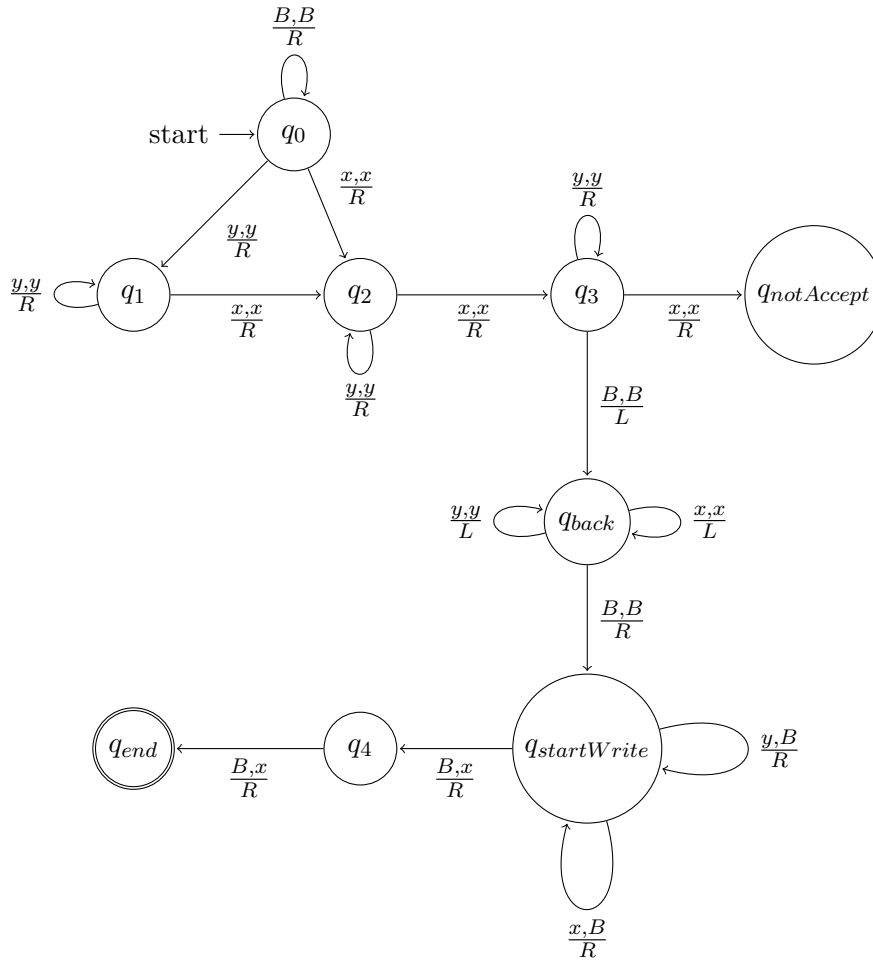 B,B
R
start
q0
x,x
R
y,y
R
y,y
R
y,y
R
q1
q2
q3
qnotAccept
x,x
R
x,x
R
x,x
R
y,y
R
B,B
L
y,y
L
qback
x,x
L
B,B
R
qend
q4
qstartWrite
y,B
R
B,x
R
B,x
R
x,B
R